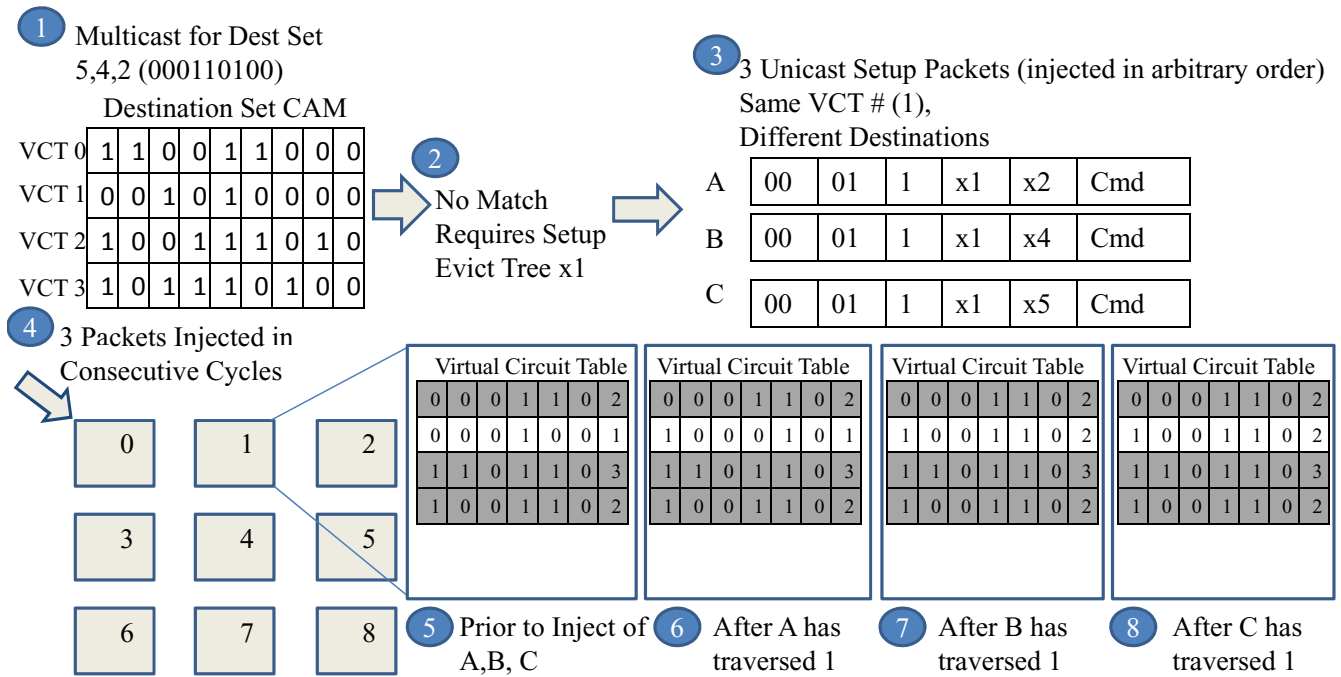 1
Multicast for Dest Set
5,4,2 (000110100)
Destination Set CAM
VCT 0 1 1 0 0 1 1 0 0 0
VCT 1 0 0 1 0 1 0 0 0 0
VCT 2 1 0 0 1 1 1 0 1 0
VCT 3 1 0 1 1 1 0 1 0 0
2
No Match
Requires Setup
Evict Tree x1
3
3 Unicast Setup Packets (injected in arbitrary order)
Same VCT # (1),
Different Destinations
A 00 01 1 x1 x2 Cmd
B 00 01 1 x1 x4 Cmd
C 00 01 1 x1 x5 Cmd
4
3 Packets Injected in
Consecutive Cycles
0 1 2
3 4 5
6 7 8
Virtual Circuit Table
0 0 0 1 1 0 2
0 0 0 1 0 0 1
1 1 0 1 1 0 3
1 0 0 1 1 0 2
5 Prior to Inject of
A,B, C
Virtual Circuit Table
0 0 0 1 1 0 2
1 0 0 0 1 0 1
1 1 0 1 1 0 3
1 0 0 1 1 0 2
6 After A has
traversed 1
Virtual Circuit Table
0 0 0 1 1 0 2
1 0 0 1 1 0 2
1 1 0 1 1 0 3
1 0 0 1 1 0 2
7 After B has
traversed 1
Virtual Circuit Table
0 0 0 1 1 0 2
1 0 0 1 1 0 2
1 1 0 1 1 0 3
1 0 0 1 1 0 2
8 After C has
traversed 1